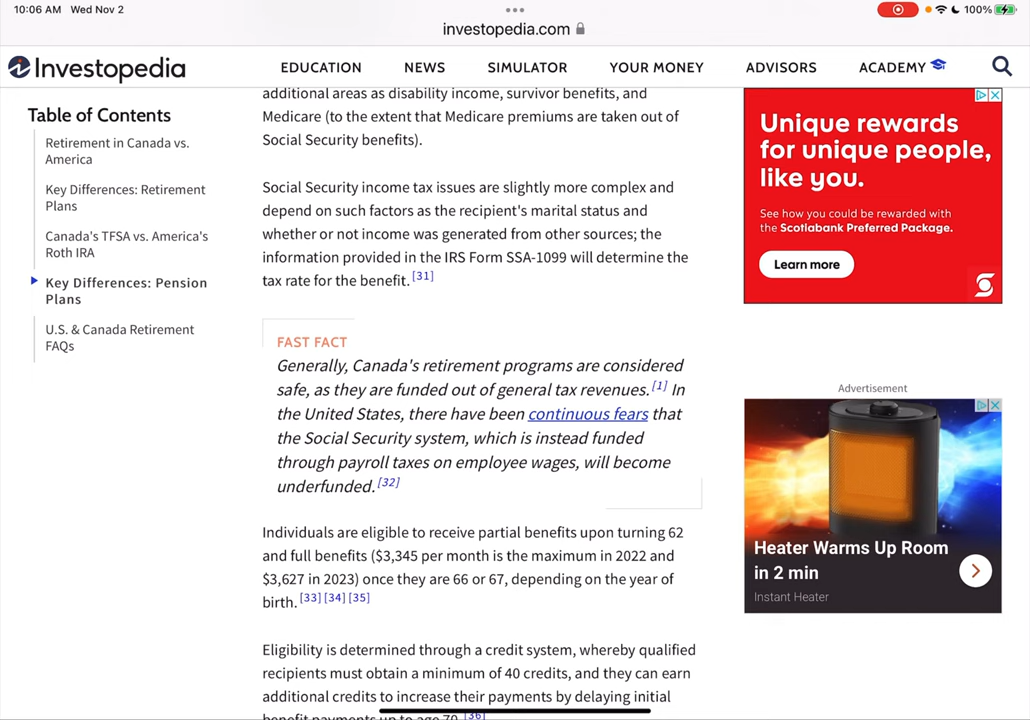 10:06 AM Wed Nov 2
100%
investopedia.com
Investopedia
EDUCATION NEWS SIMULATOR YOUR MONEY ADVISORS ACADEMY
Table of Contents
Retirement in Canada vs.
America
Key Differences: Retirement
Plans
Canada's TFSA vs. America's
Roth IRA
Key Differences: Pension
Plans
U.S. & Canada Retirement
FAQs
additional areas as disability income, survivor benefits, and
Medicare (to the extent that Medicare premiums are taken out of
Social Security benefits).
Social Security income tax issues are slightly more complex and
depend on such factors as the recipient's marital status and
whether or not income was generated from other sources; the
information provided in the IRS Form SSA-1099 will determine the
tax rate for the benefit. [31]
FAST FACT
Generally, Canada's retirement programs are considered
safe, as they are funded out of general tax revenues. [1] In
the United States, there have been continuous fears that
the Social Security system, which is instead funded
through payroll taxes on employee wages, will become
underfunded. [32]
Individuals are eligible to receive partial benefits upon turning 62
and full benefits ($3,345 per month is the maximum in 2022 and
$3,627 in 2023) once they are 66 or 67, depending on the year of
birth. [33] [34] [35]
Eligibility is determined through a credit system, whereby qualified
recipients must obtain a minimum of 40 credits, and they can earn
additional credits to increase their payments by delaying initial
benefit payments up to age 70. [36]
Unique rewards
for unique people,
like you.
See how you could be rewarded with
the Scotiabank Preferred Package.
Learn more
Advertisement
Heater Warms Up Room
in 2 min
Instant Heater